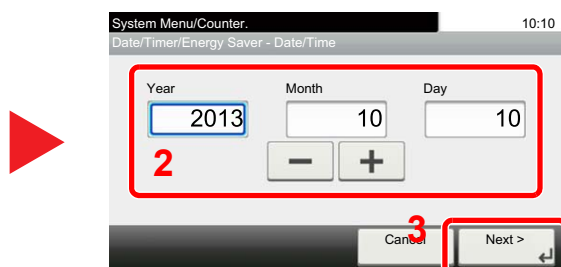 System Menu/Counter. 10:10
Date/Timer/Energy Saver - Date/Time
Year Month Day
2013 10 10
2 − +
3
Cancel Next >